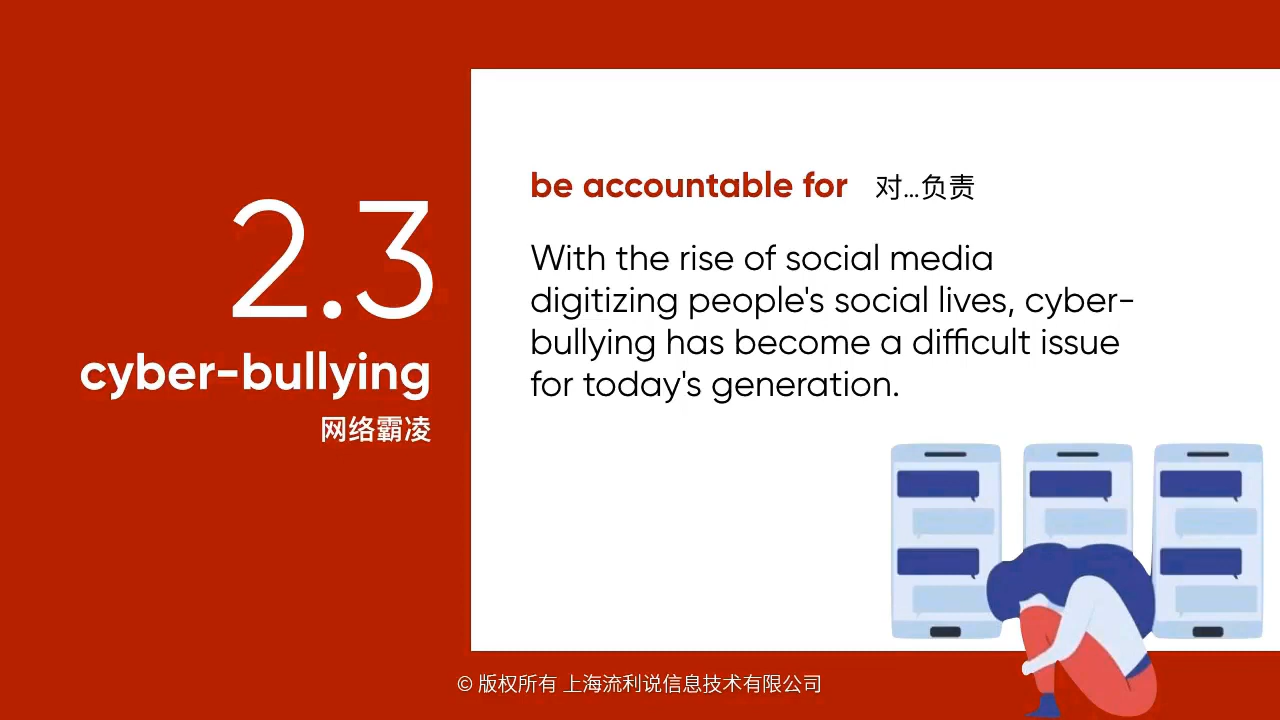 2.3
cyber-bullying
网络霸凌
be accountable for 对...负责
With the rise of social media
digitizing people's social lives, cyber-
bullying has become a difficult issue
for today's generation.
© 版权所有 上海流利说信息技术有限公司